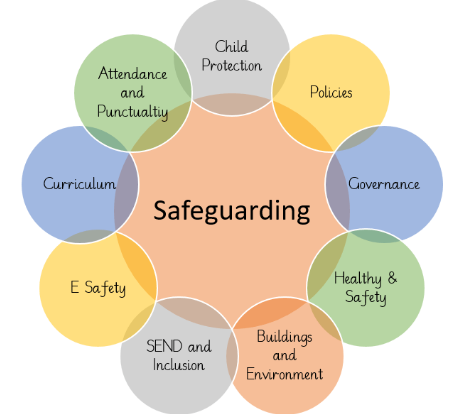 Child
Protection
Policies
Governance
Healthy &
Safety
Buildings
and
Environment
SEND and
Inclusion
E Safety
Curriculum
Attendance
and
Punctualtiy
Safeguarding